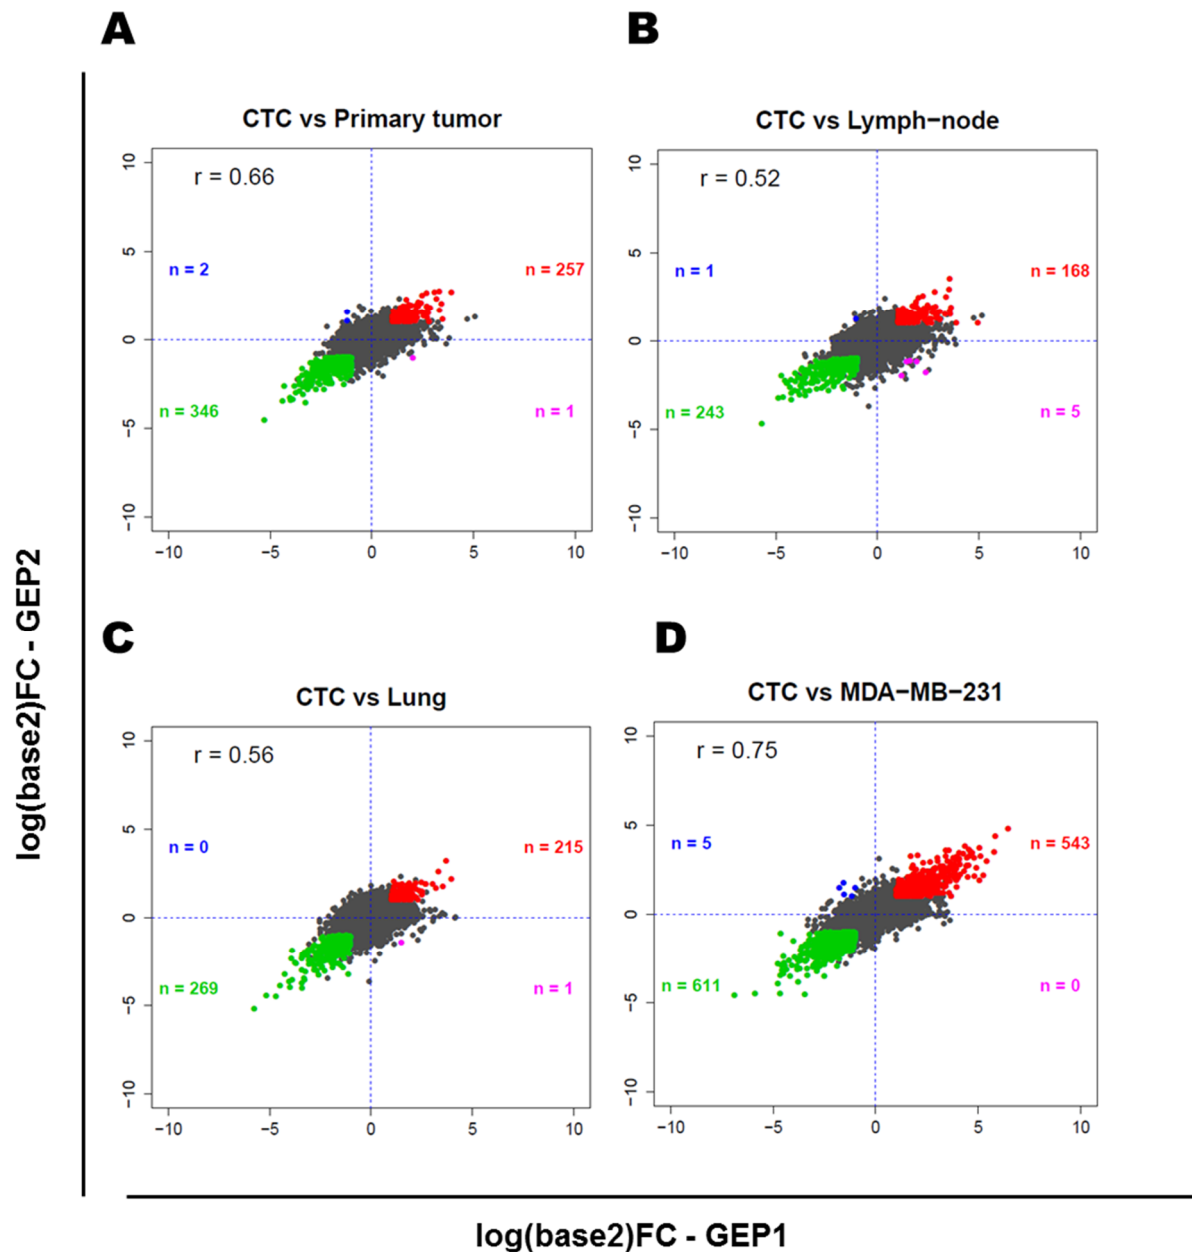 A
B
CTC vs Primary tumor
CTC vs Lymph−node
r = 0.66
r = 0.52
n = 2
n = 257
n = 1
n = 168
n = 346
n = 1
n = 243
n = 5
10
5
0
−5
−10
−10 −5 0 5 10
10
5
0
−5
−10
−10 −5 0 5 10
C
D
CTC vs Lung
CTC vs MDA−MB−231
r = 0.56
r = 0.75
n = 0
n = 215
n = 5
n = 543
n = 269
n = 1
n = 611
n = 0
10
5
0
−5
−10
−10 −5 0 5 10
10
5
0
−5
−10
−10 −5 0 5 10
log(base2)FC - GEP2
log(base2)FC - GEP1